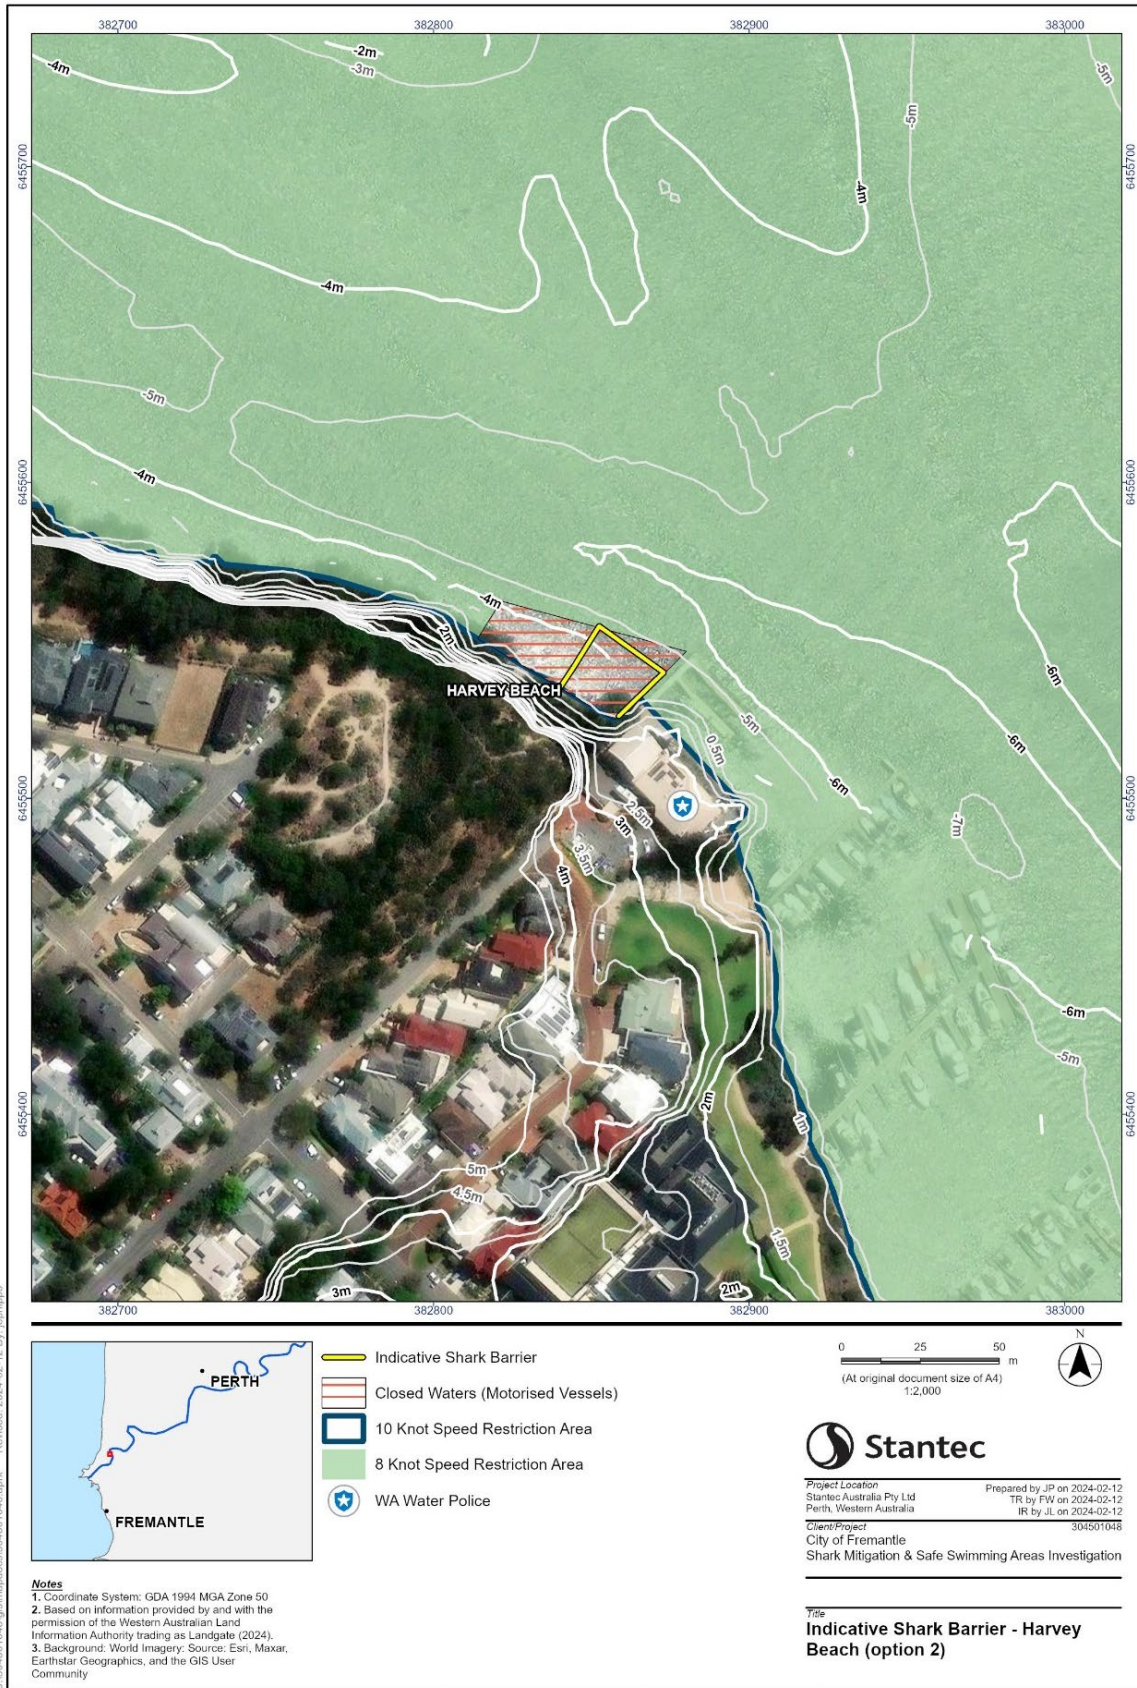 382700
382800
382900
383000
6455700
6455600
6455500
6455400
6455700
6455600
6455500
6455400
-2m
-3m
-4m
-5m
-5m
-4m
-4m
-5m
-4m
-4m
2m
HARVEY BEACH
-6m
-5m
-6m
0.5m
-6m
2.5m
3m
-7m
3.5m
4m
-6m
-5m
2m
1m
5m
4.5m
1.5m
3m
2m
382700
382800
382900
383000
PERTH
FREMANTLE
Indicative Shark Barrier
Closed Waters (Motorised Vessels)
10 Knot Speed Restriction Area
8 Knot Speed Restriction Area
WA Water Police
0 25 50 m
(At original document size of A4)
1:2,000
N
Stantec
Project Location
Stantec Australia Pty Ltd
Perth, Western Australia
Prepared by JP on 2024-02-12
TR by FW on 2024-02-12
IR by JL on 2024-02-12
Client/Project
304501048
City of Fremantle
Shark Mitigation & Safe Swimming Areas Investigation
Title
Indicative Shark Barrier - Harvey
Beach (option 2)
Notes
1. Coordinate System: GDA 1994 MGA Zone 50
2. Based on information provided by and with the
permission of the Western Australian Land
Information Authority trading as Landgate (2024).
3. Background: World Imagery: Source: Esri, Maxar,
Earthstar Geographics, and the GIS User
Community